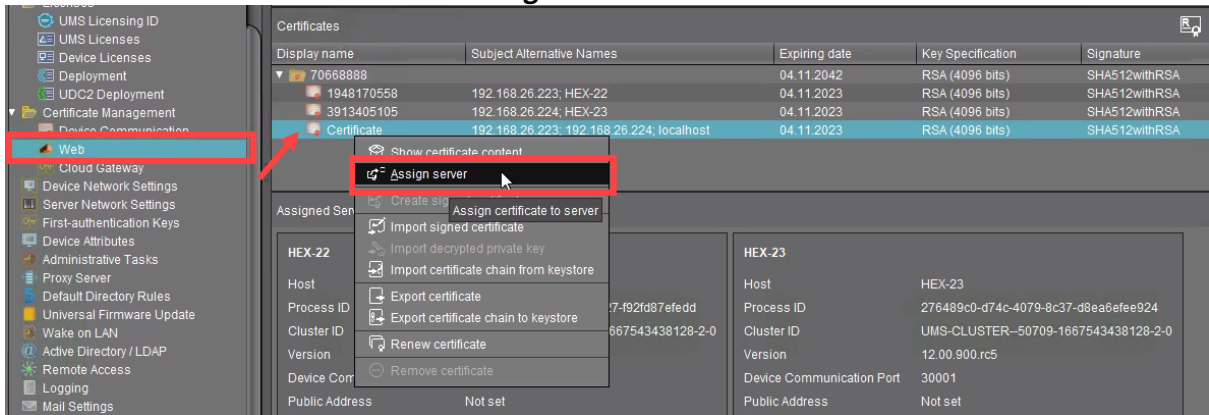 UMS Licensing ID
UMS Licenses
Device Licenses
Deployment
UDC2 Deployment
Certificate Management
Device Communication
Web
Cloud Gateway
Device Network Settings
Server Network Settings
First-authentication Keys
Device Attributes
Administrative Tasks
Proxy Server
Default Directory Rules
Universal Firmware Update
Wake on LAN
Active Directory / LDAP
Remote Access
Logging
Mail Settings
Certificates
Display name Subject Alternative Names Expiring date Key Specification Signature
70668888 04.11.2042 RSA (4096 bits) SHA512withRSA
1948170558 192.168.26.223; HEX-22 04.11.2023 RSA (4096 bits) SHA512withRSA
3913405105 192.168.26.224; HEX-23 04.11.2023 RSA (4096 bits) SHA512withRSA
Certificate 192.168.26.223; 192.168.26.224; localhost 04.11.2023 RSA (4096 bits) SHA512withRSA
Show certificate content
Assign server
Assign certificate to server
Import signed certificate
Import decrypted private key
Import certificate chain from keystore
Export certificate
Export certificate chain to keystore
Renew certificate
Remove certificate
HEX-22
Host
Process ID 7-f92fd87efedd
Cluster ID 1667543438128-2-0
Version
Public Address Not set
HEX-23
Host HEX-23
Process ID 276489c0-d74c-4079-8c37-d8ea6efee924
Cluster ID UMS-CLUSTER--50709-1667543438128-2-0
Version 12.00.900.rc5
Device Communication Port 30001
Public Address Not set